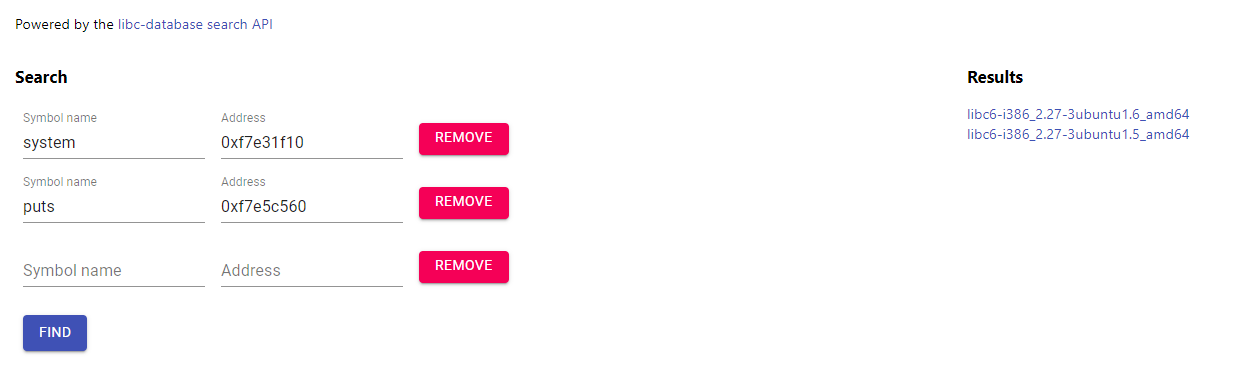 Powered by the libc-database search API
Search
Results
Symbol name
Address
system
0xf7e31f10
REMOVE
libc6-i386_2.27-3ubuntu1.6_amd64
libc6-i386_2.27-3ubuntu1.5_amd64
Symbol name
Address
puts
0xf7e5c560
REMOVE
Symbol name
Address
REMOVE
FIND